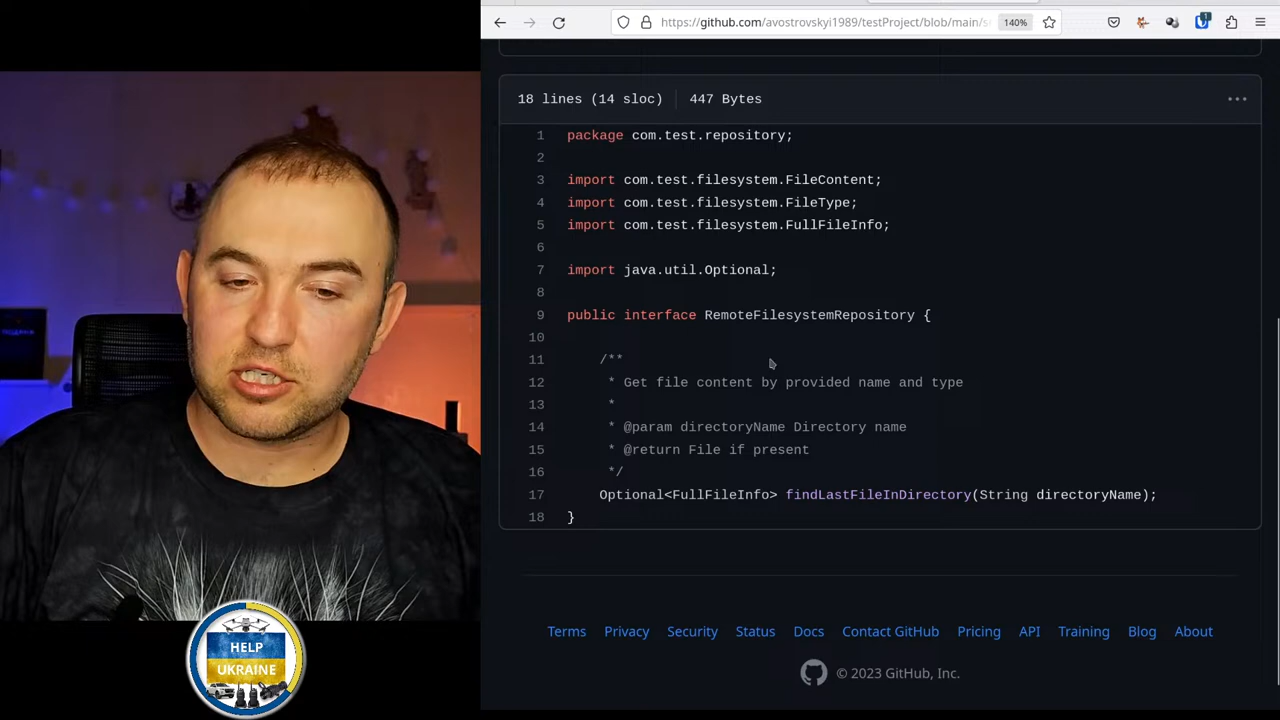 https://github.com/avostrovskyi1989/testProject/blob/main/s
140%
1
18 lines (14 sloc)
447 Bytes
1 package com.test.repository;
2
3 import com.test.filesystem.FileContent;
4 import com.test.filesystem.FileType;
5 import com.test.filesystem.FullFileInfo;
6
7 import java.util.Optional;
8
9 public interface RemoteFilesystemRepository {
10
11 /**
12 * Get file content by provided name and type
13 *
14 * @param directoryName Directory name
15 * @return File if present
16 */
17 Optional<FullFileInfo> findLastFileInDirectory(String directoryName);
18 }
Terms Privacy Security Status Docs Contact GitHub Pricing API Training Blog About
© 2023 GitHub, Inc.
HELP
UKRAINE